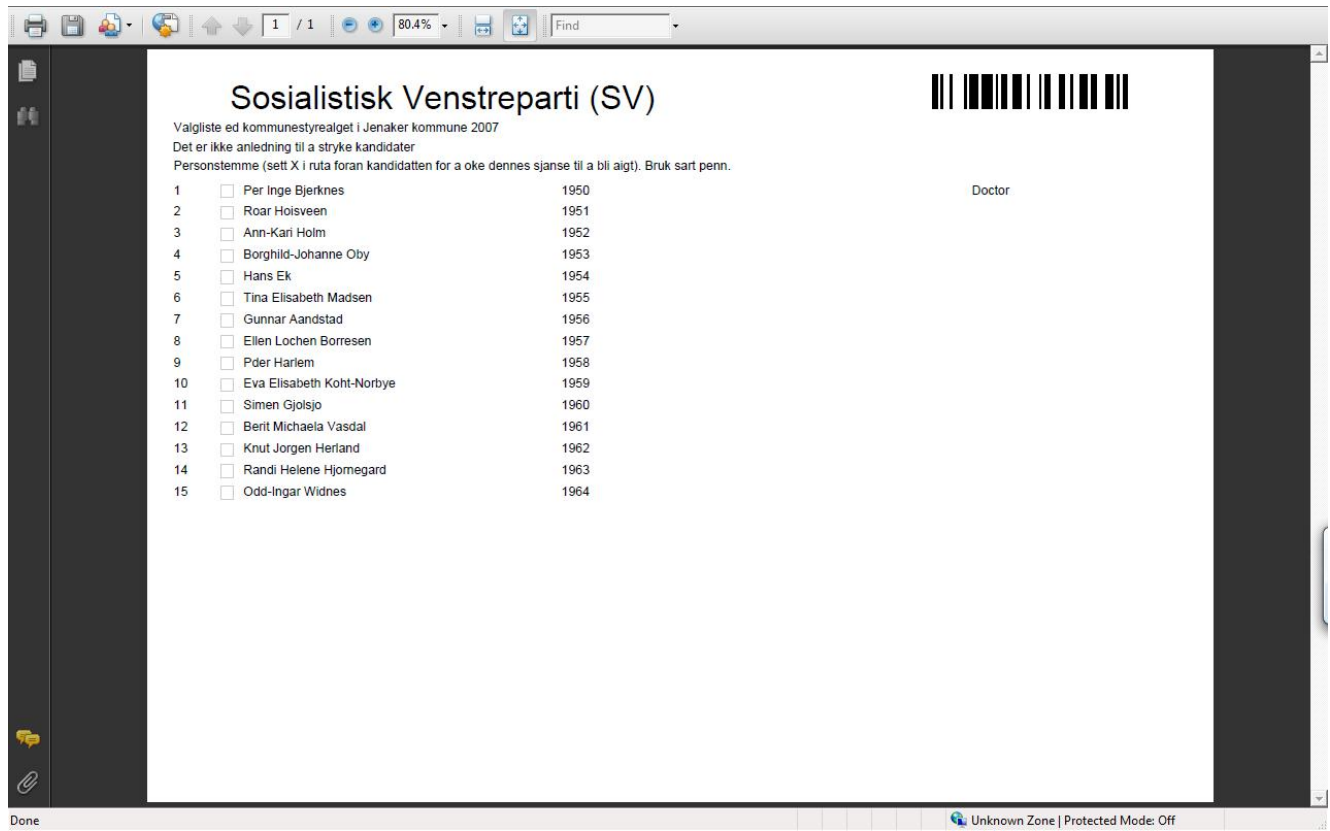 1 / 1 80.4% Find
Sosialistisk Venstreparti (SV)
Valgliste ed kommunestyrealget i Jenaker kommune 2007
Det er ikke anledning til a stryke kandidater
Personstemme (sett X i ruta foran kandidatten for a oke dennes sjanse til a bli aigt). Bruk sart penn.
1 Per Inge Bjerknes 1950 Doctor
2 Roar Hoisveen 1951
3 Ann-Kari Holm 1952
4 Borghild-Johanne Oby 1953
5 Hans Ek 1954
6 Tina Elisabeth Madsen 1955
7 Gunnar Aandstad 1956
8 Ellen Lochen Borresen 1957
9 Pder Harlem 1958
10 Eva Elisabeth Koht-Norbye 1959
11 Simen Gjolsjo 1960
12 Berit Michaela Vasdal 1961
13 Knut Jorgen Herland 1962
14 Randi Helene Hjornegard 1963
15 Odd-Ingar Widnes 1964
Done Unknown Zone | Protected Mode: Off